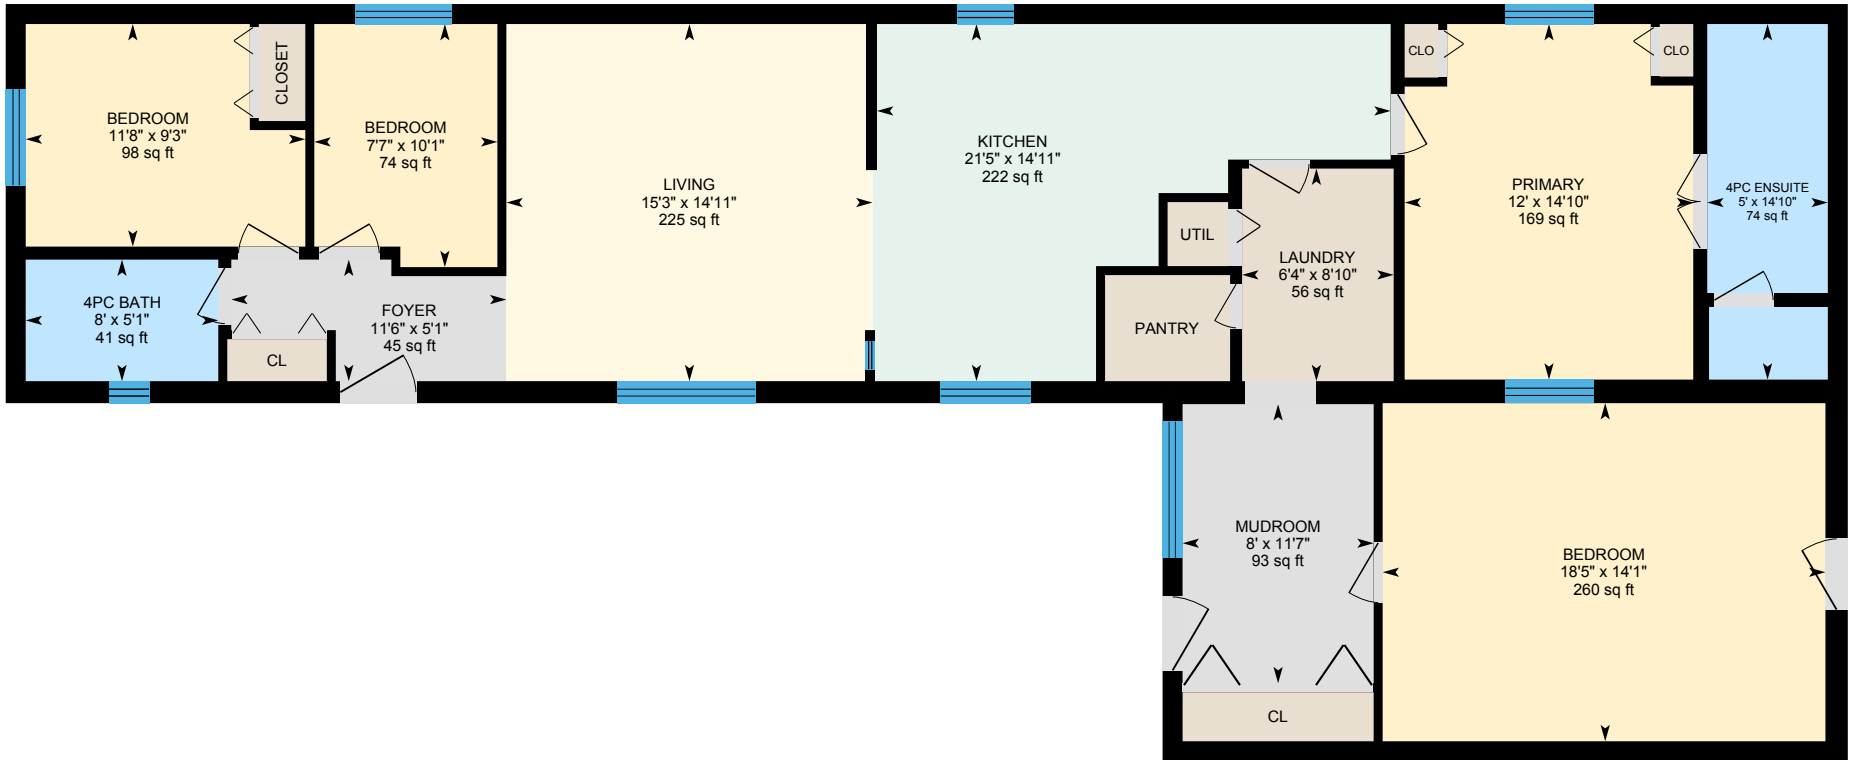 BEDROOM
11'8" x 9'3"
98 sq ft
CLOSET
BEDROOM
7'7" x 10'1"
74 sq ft
LIVING
15'3" x 14'11"
225 sq ft
KITCHEN
21'5" x 14'11"
222 sq ft
CLO
CLO
PRIMARY
12' x 14'10"
169 sq ft
4PC ENSUITE
5' x 14'10"
74 sq ft
UTIL
LAUNDRY
6'4" x 8'10"
56 sq ft
PANTRY
4PC BATH
8' x 5'1"
41 sq ft
FOYER
11'6" x 5'1"
45 sq ft
CL
MUDROOM
8' x 11'7"
93 sq ft
BEDROOM
18'5" x 14'1"
260 sq ft
CL